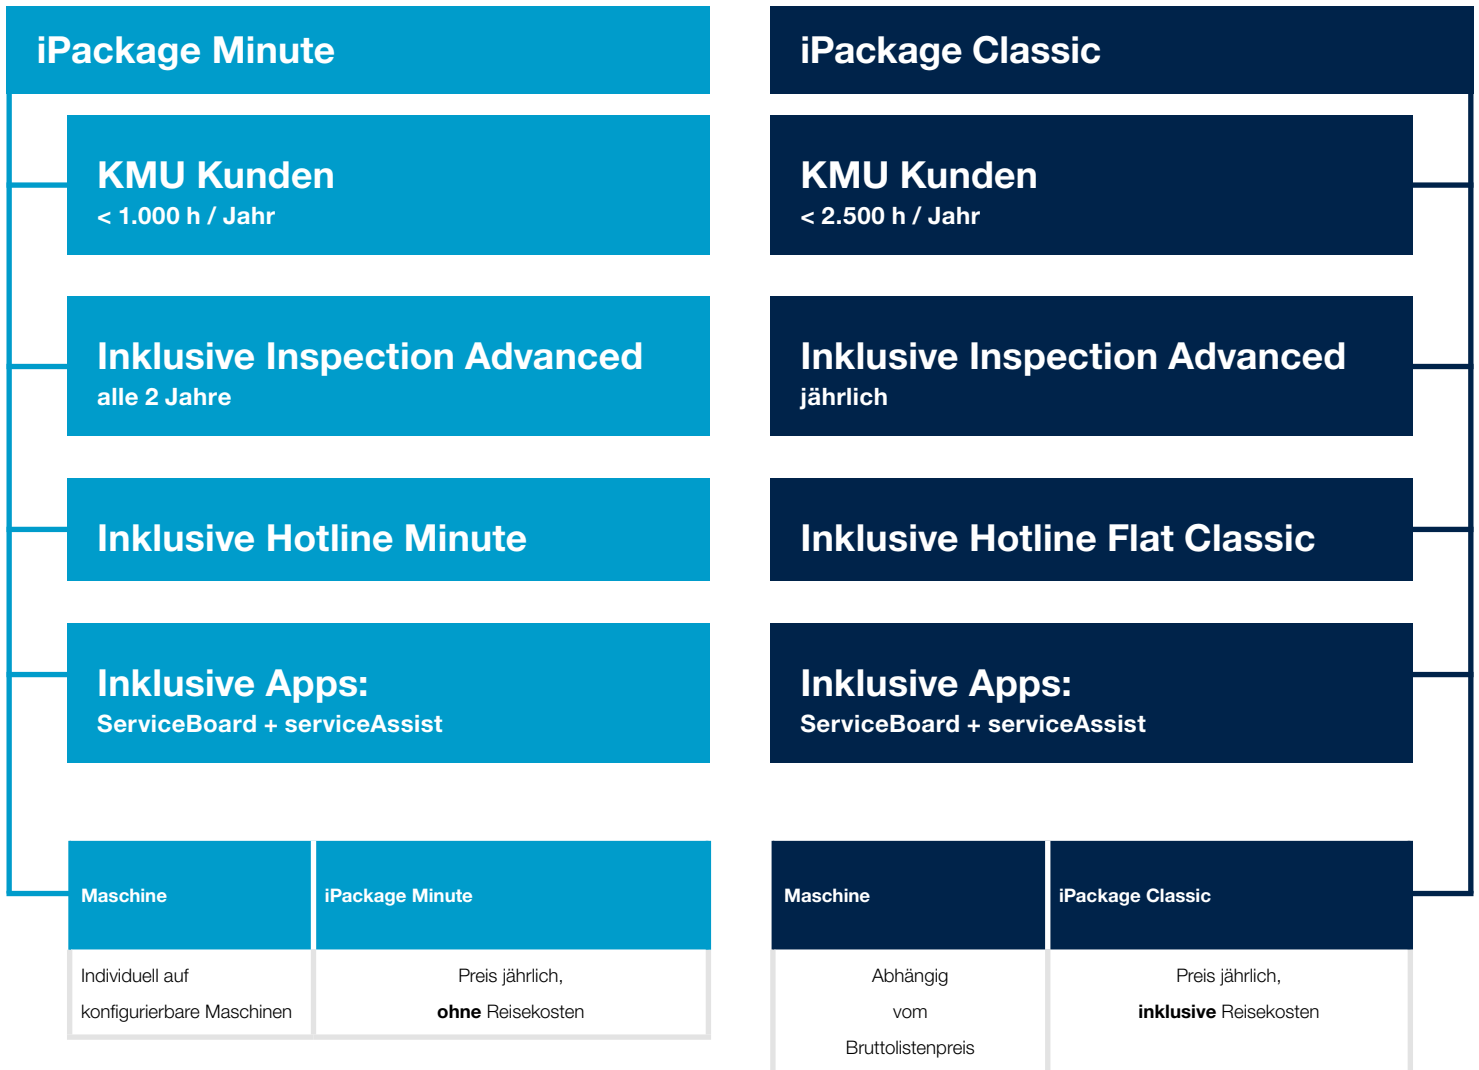 iPackage Minute
KMU Kunden
< 1.000 h / Jahr
Inklusive Inspection Advanced
alle 2 Jahre
Inklusive Hotline Minute
Inklusive Apps:
ServiceBoard + serviceAssist
Maschine
iPackage Minute
Individuell auf
konfigurierbare Maschinen
Preis jährlich,
ohne Reisekosten
iPackage Classic
KMU Kunden
< 2.500 h / Jahr
Inklusive Inspection Advanced
jährlich
Inklusive Hotline Flat Classic
Inklusive Apps:
ServiceBoard + serviceAssist
Maschine
iPackage Classic
Abhängig
vom
Bruttolistenpreis
Preis jährlich,
inklusive Reisekosten